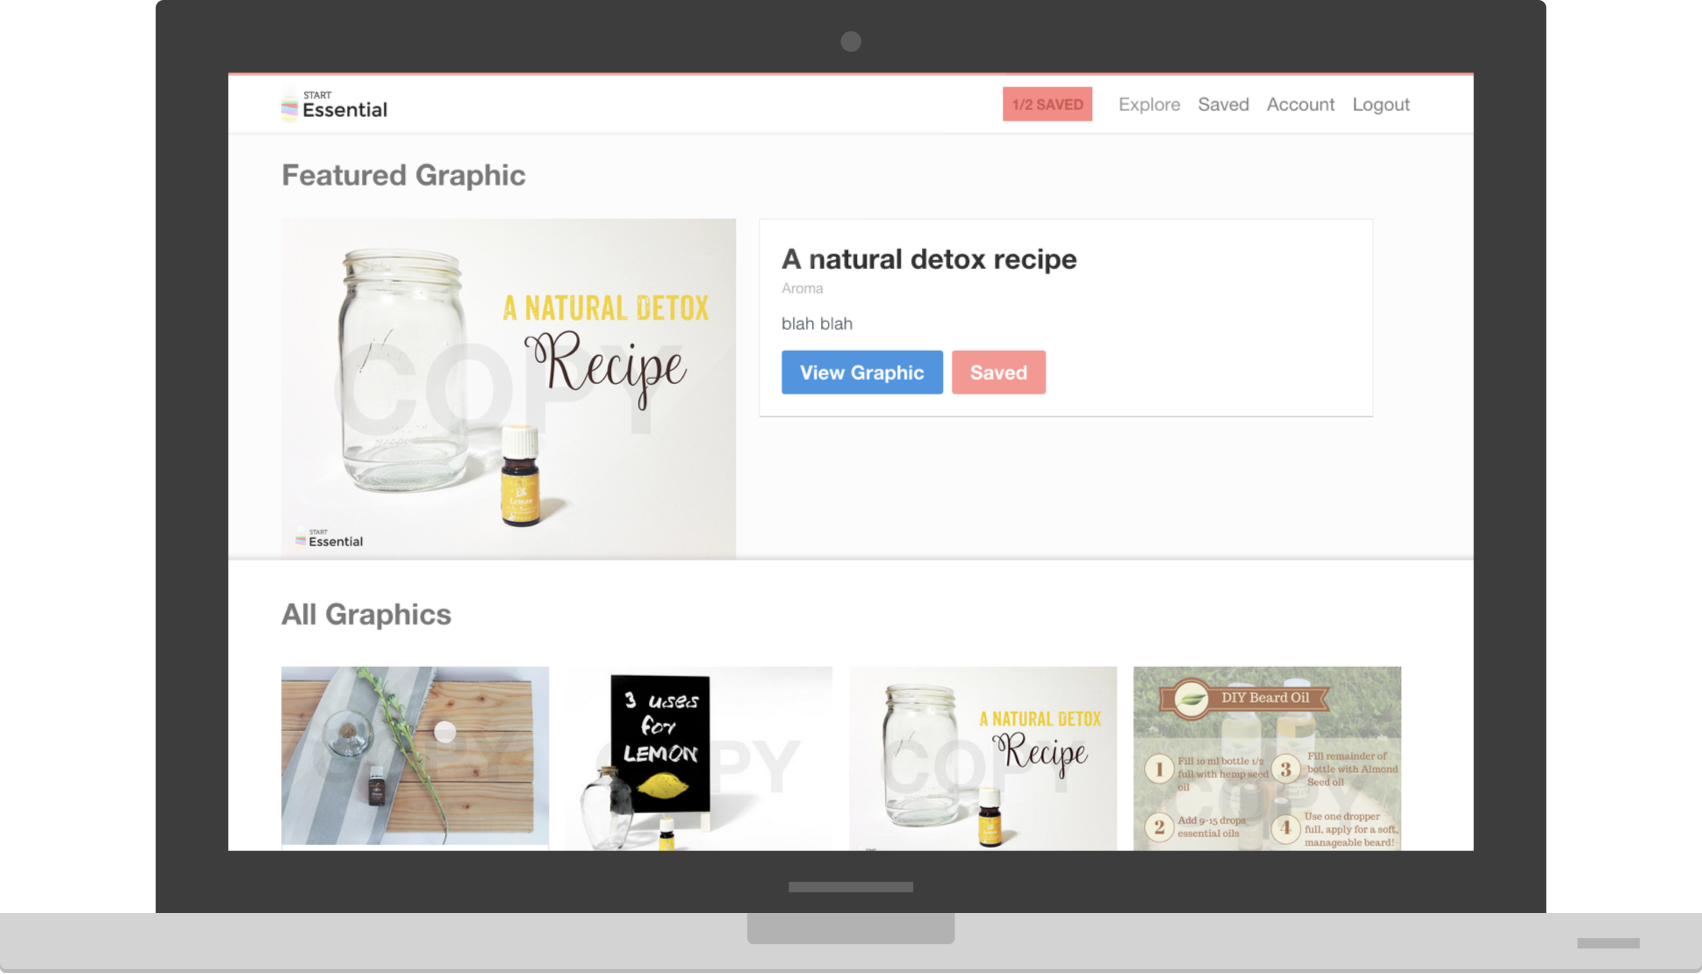 START
Essential
1/2 SAVED
Explore
Saved
Account
Logout
Featured Graphic
A NATURAL DETOX
Recipe
COPY
Lemon
START
Essential
A natural detox recipe
Aroma
blah blah
View Graphic
Saved
All Graphics
COPY
3 uses
for
LEMON
COPY
A NATURAL DETOX
Recipe
COPY
DIY Beard Oil
1
Fill 10 ml bottle 1/2
full with hemp seed
oil
2
Add 9-15 drops
essential oils
3
Fill remainder of
bottle with Almond
Seed oil
4
Use one dropper
full, apply for a soft,
manageable beard!
COPY